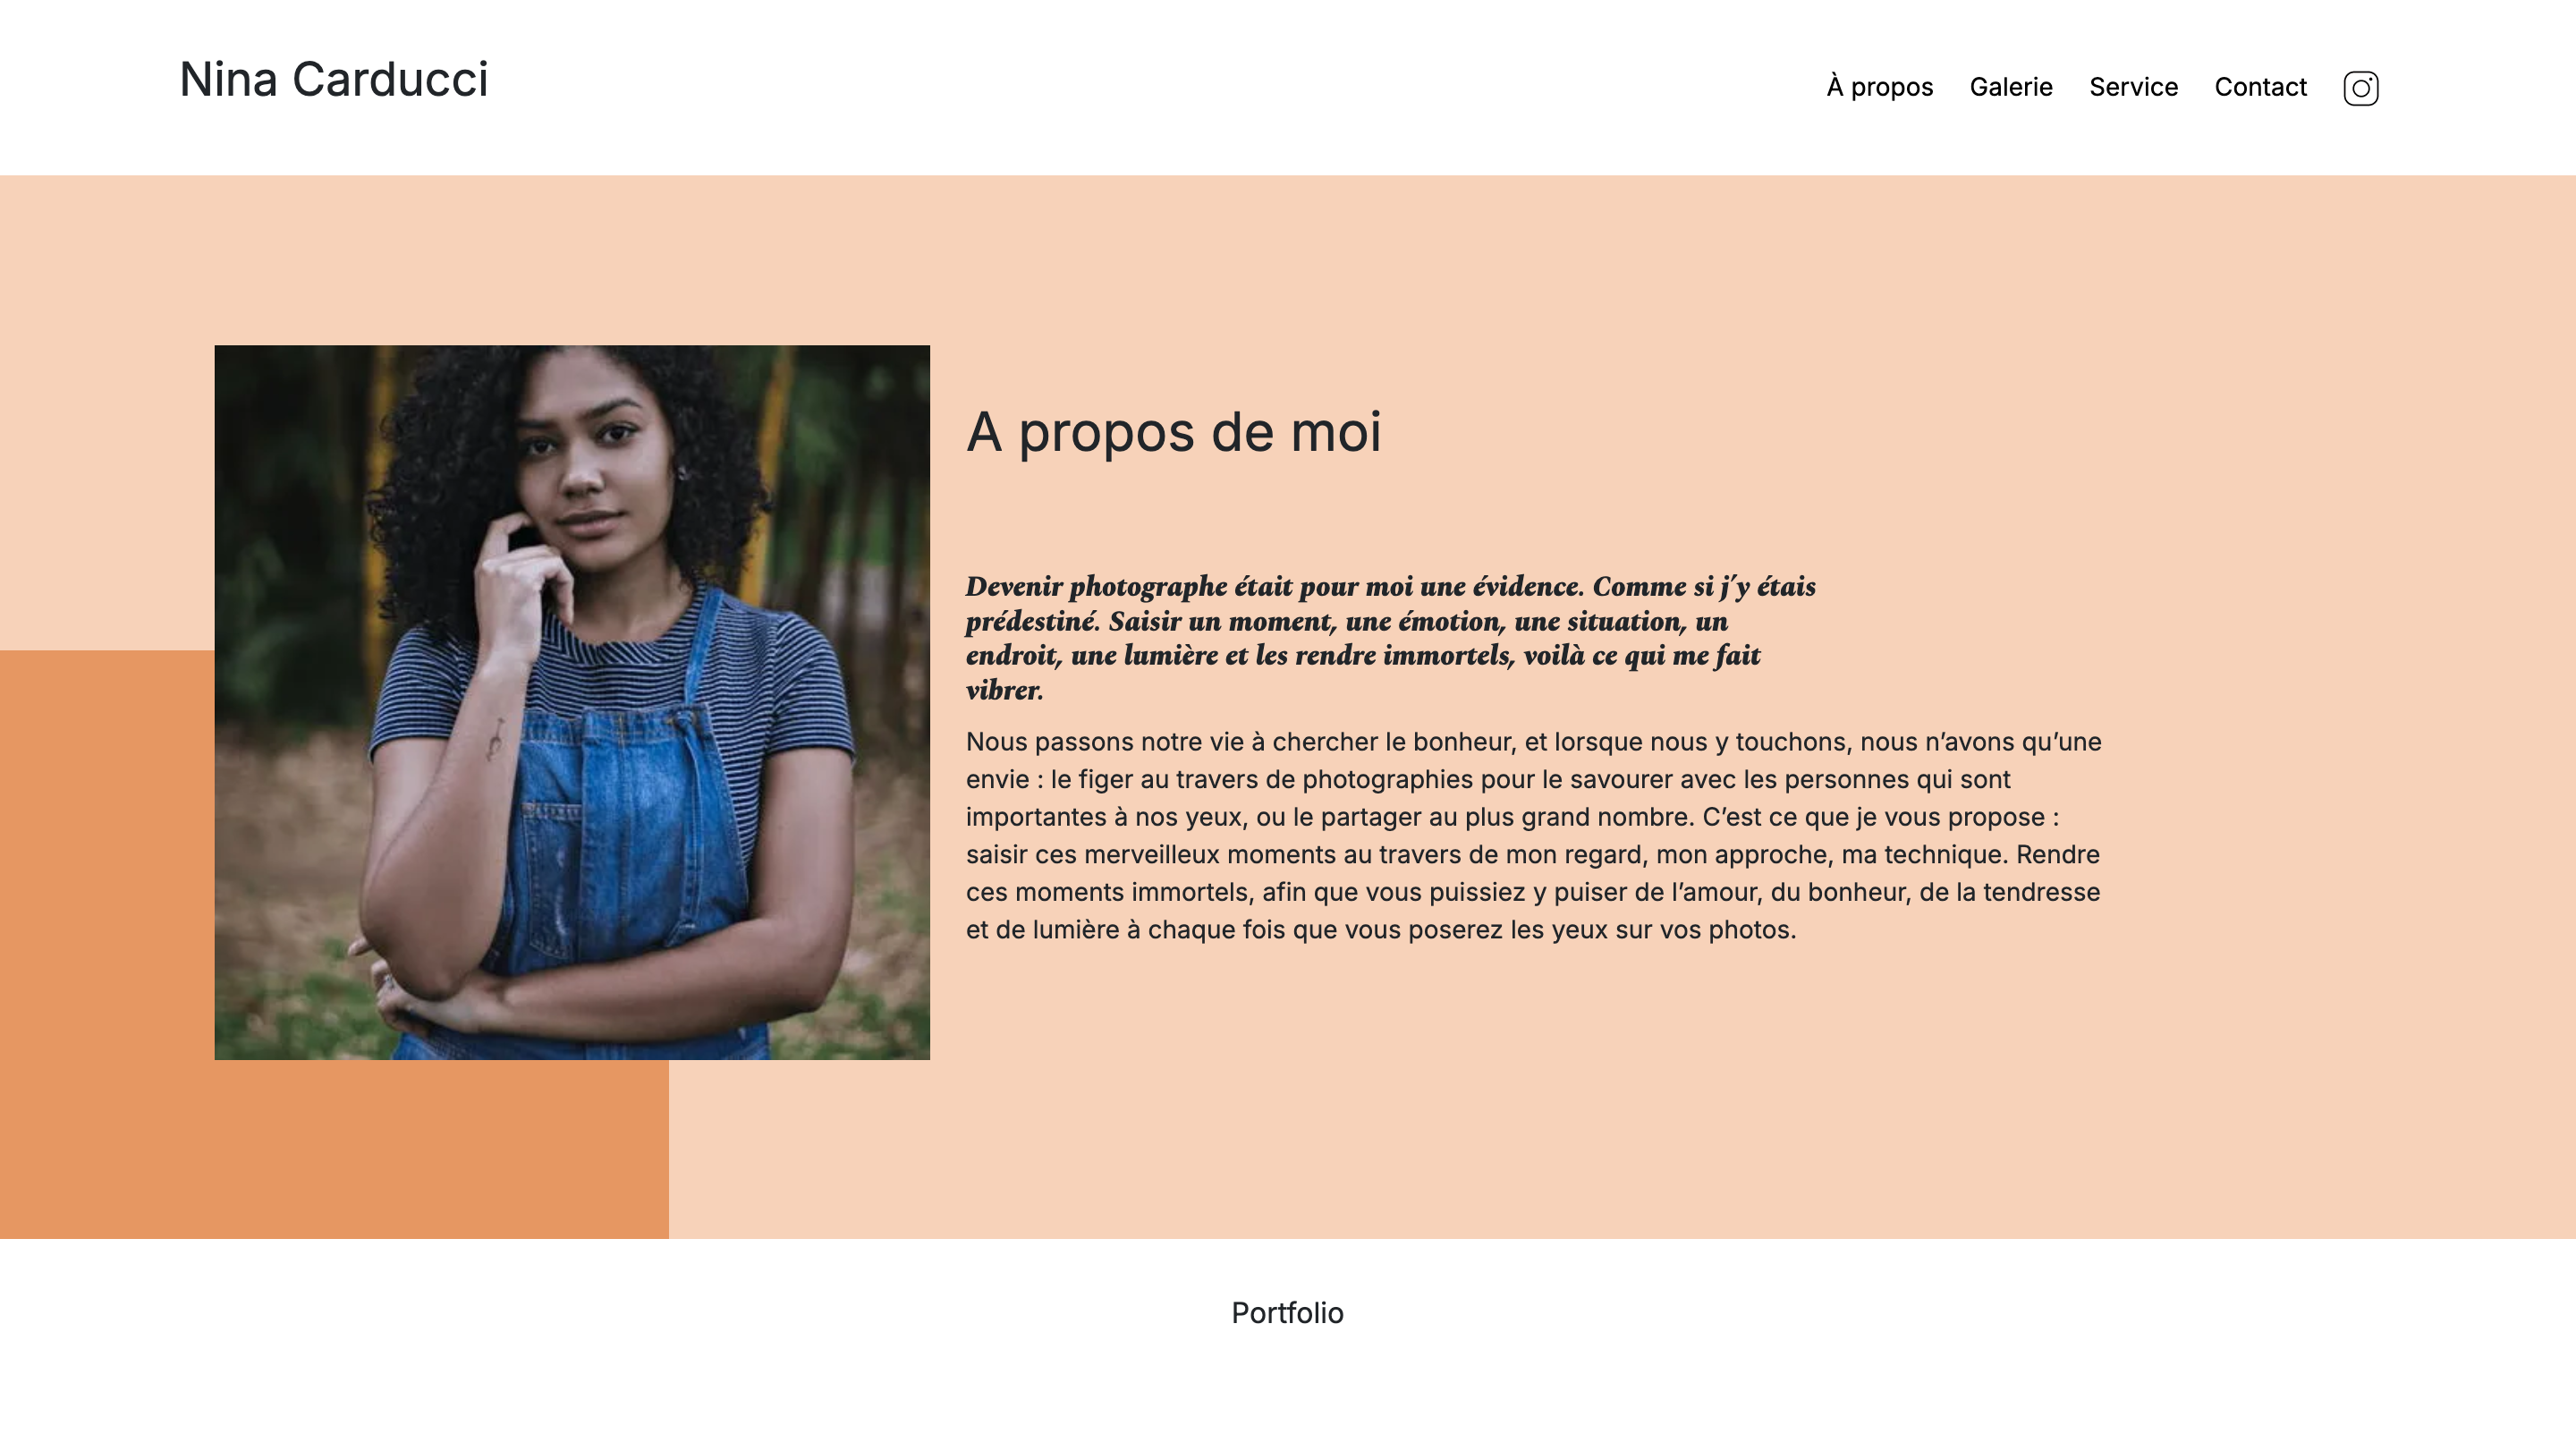 Nina Carducci
À propos Galerie Service Contact
A propos de moi
Devenir photographe était pour moi une évidence. Comme si j’y étais
prédestiné. Saisir un moment, une émotion, une situation, un
endroit, une lumière et les rendre immortels, voilà ce qui me fait
vibrer.
Nous passons notre vie à chercher le bonheur, et lorsque nous y touchons, nous n’avons qu’une
envie : le figer au travers de photographies pour le savourer avec les personnes qui sont
importantes à nos yeux, ou le partager au plus grand nombre. C’est ce que je vous propose :
saisir ces merveilleux moments au travers de mon regard, mon approche, ma technique. Rendre
ces moments immortels, afin que vous puissiez y puiser de l’amour, du bonheur, de la tendresse
et de lumière à chaque fois que vous poserez les yeux sur vos photos.
Portfolio